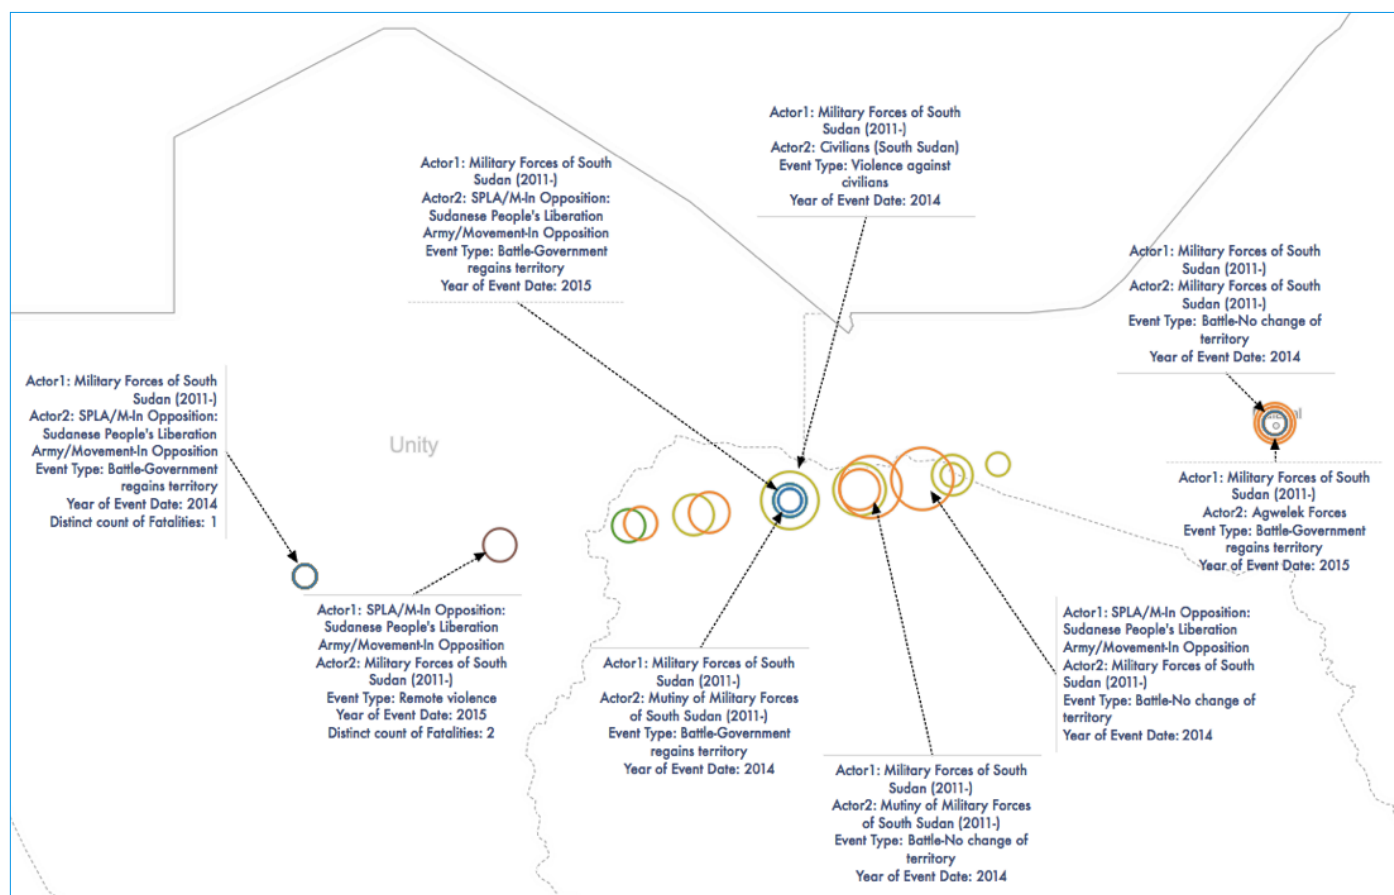 Actor1: Military Forces of South
Sudan (2011-)
Actor2: Civilians (South Sudan)
Event Type: Violence against
civilians
Year of Event Date: 2014
Actor1: Military Forces of South
Sudan (2011-)
Actor2: SPLA/M-In Opposition:
Sudanese People's Liberation
Army/Movement-In Opposition
Event Type: Battle-Government
regains territory
Year of Event Date: 2015
Actor1: Military Forces of South
Sudan (2011-)
Actor2: Military Forces of South
Sudan (2011-)
Event Type: Battle-No change of
territory
Year of Event Date: 2014
Actor1: Military Forces of South
Sudan (2011-)
Actor2: SPLA/M-In Opposition:
Sudanese People's Liberation
Army/Movement-In Opposition
Event Type: Battle-Government
regains territory
Year of Event Date: 2014
Distinct count of Fatalities: 1
Unity
Actor1: Military Forces of South
Sudan (2011-)
Actor2: Agwelek Forces
Event Type: Battle-Government
regains territory
Year of Event Date: 2015
Actor1: SPLA/M-In Opposition:
Sudanese People's Liberation
Army/Movement-In Opposition
Actor2: Military Forces of South
Sudan (2011-)
Event Type: Remote violence
Year of Event Date: 2015
Distinct count of Fatalities: 2
Actor1: Military Forces of South
Sudan (2011-)
Actor2: Mutiny of Military Forces
of South Sudan (2011-)
Event Type: Battle-Government
regains territory
Year of Event Date: 2014
Actor1: SPLA/M-In Opposition:
Sudanese People's Liberation
Army/Movement-In Opposition
Actor2: Military Forces of South
Sudan (2011-)
Event Type: Battle-No change of
territory
Year of Event Date: 2014
Actor1: Military Forces of South
Sudan (2011-)
Actor2: Mutiny of Military Forces
of South Sudan (2011-)
Event Type: Battle-No change of
territory
Year of Event Date: 2014